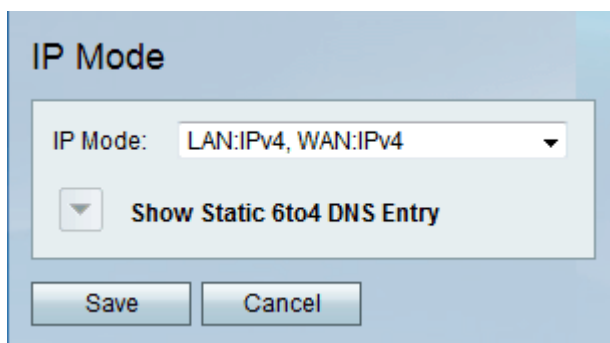 IP Mode
IP Mode: LAN:IPv4, WAN:IPv4
Show Static 6to4 DNS Entry
Save Cancel